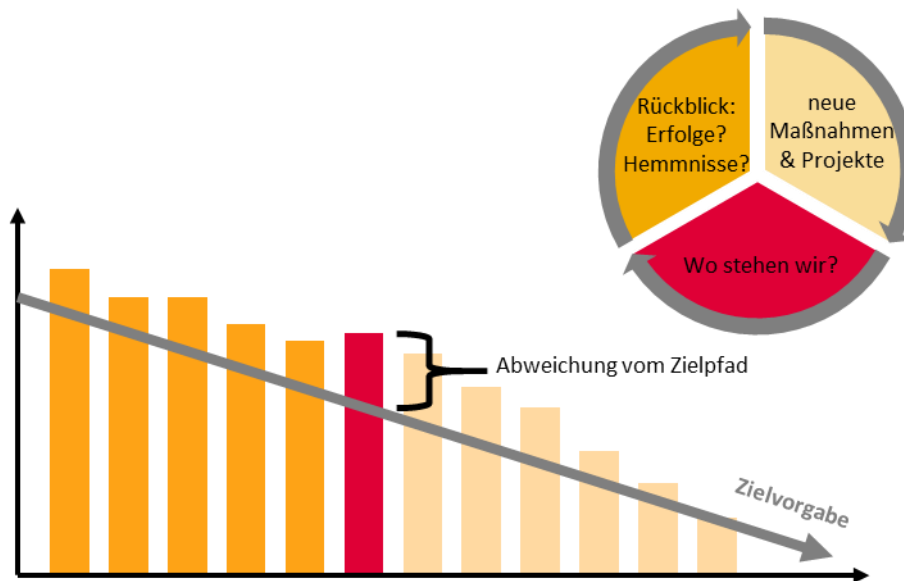 Rückblick:
Erfolge?
Hemmnisse?
neue
Maßnahmen
& Projekte
Wo stehen wir?
Abweichung vom Zielpfad
Zielvorgabe